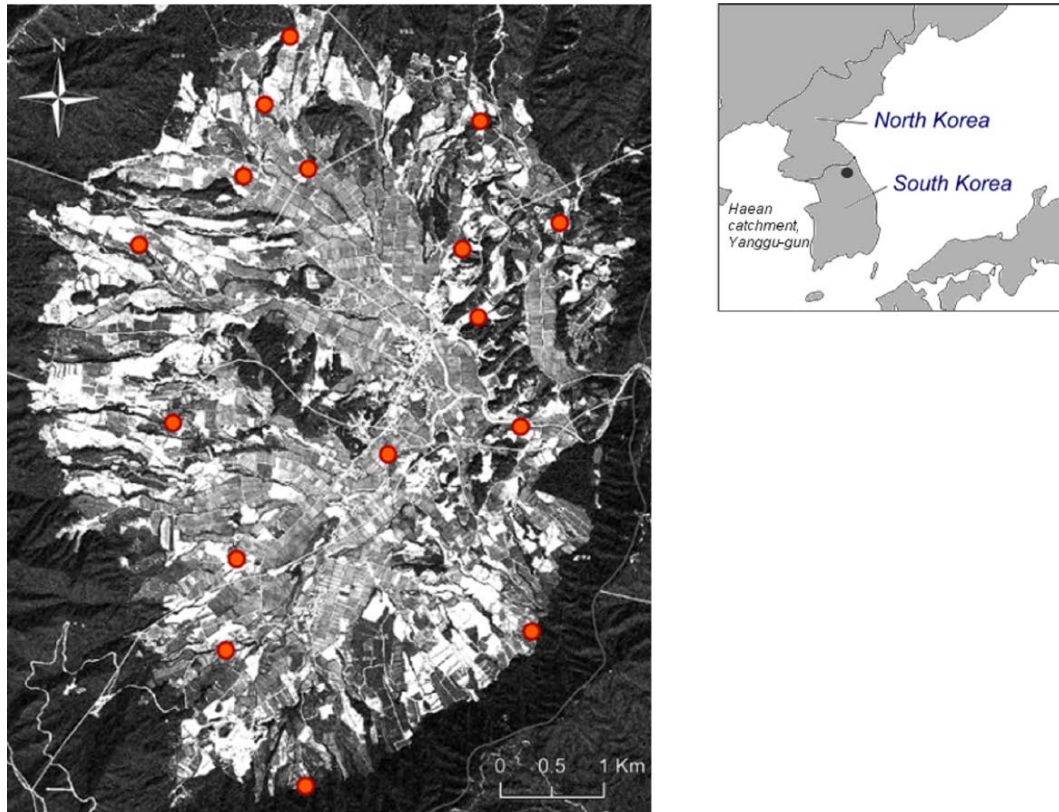 N
0 0.5 1 Km
North Korea
South Korea
Haean
catchment,
Yanggu-gun